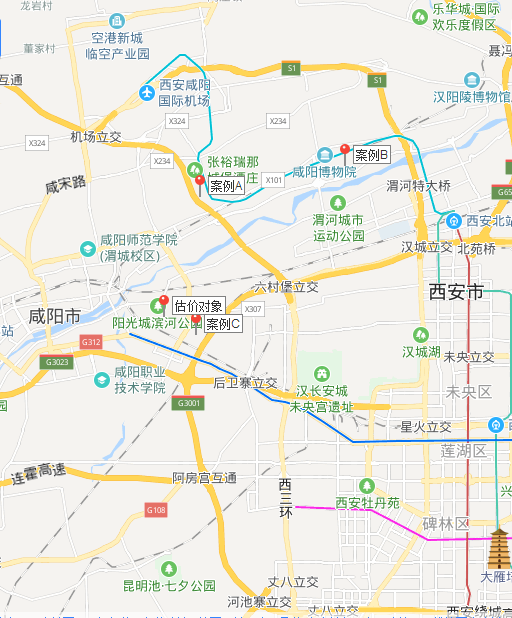 龙岩村
乐华城·国际
欢乐度假区
空港新城
临空产业园
董家村
聂冯
互通
S1
S1
西安咸阳
国际机场
汉阳陵博物馆
X324
X234
机场立交
X324
X234
张裕瑞那
案例B
咸阳博物院
咸宋路
案例A
X101
渭河特大桥
G65
渭河城市
运动公园
西安北站
咸阳师范学院
(渭城校区)
汉城立交
北苑桥
六村堡立交
西安市
估价对象
咸阳市
阳光城滨河公园
案例C
X307
站
G312
汉城湖
未央立交
G3023
咸阳职业
技术学院
后卫寨立交
汉长安城
未央宫遗址
未央区
G3001
星火立交
莲湖区
连霍高速
阿房宫互通
西
三
环
西安牡丹苑
兴
G108
碑林区
昆明池·七夕公园
丈八立交
大雁塔
河池寨立交
丈八立交
西安绕城高